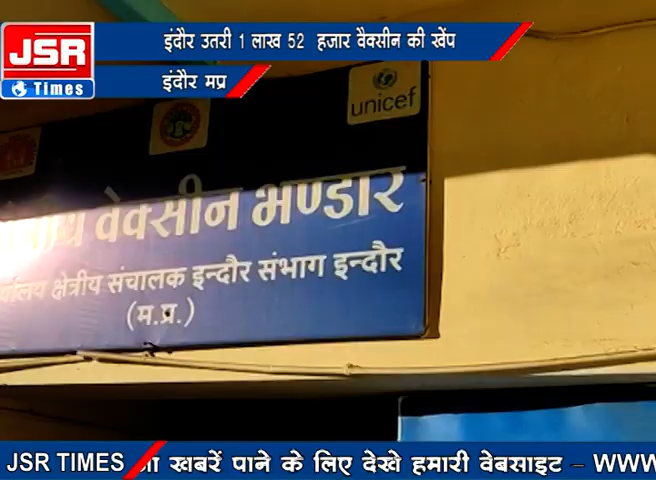 इंदौर उतरी 1 लाख 52 हजार वैक्सीन की खेंप
JSR
Times
इंदौर मप्र
unicef
वेक्सीन भण्डार
क्षेत्रीय संचालक इन्दौर संभाग इन्दौर
(म.प्र.)
JSR TIMES खबरें पाने के लिए देखे हमारी वेबसाइट – WWW